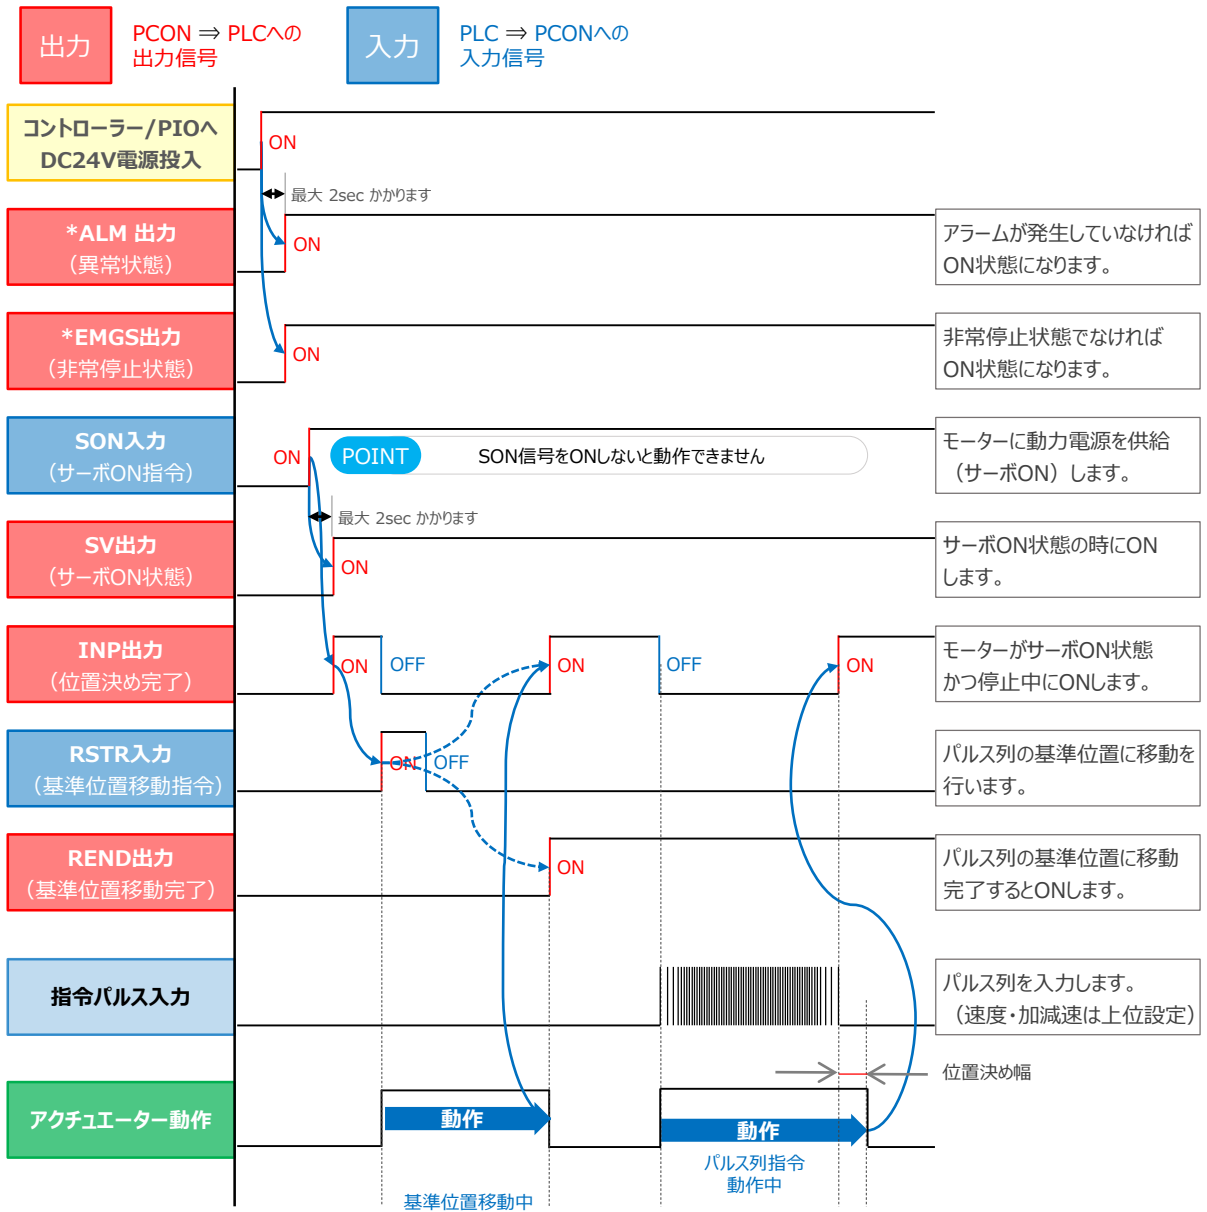 出力
PCON ⇒ PLCへの
出力信号
入力
PLC ⇒ PCONへの
入力信号
コントローラー/PIOへ
DC24V電源投入
ON
最大 2sec かかります
*ALM 出力
（異常状態）
ON
アラームが発生していなければ
ON状態になります。
*EMGS出力
（非常停止状態）
ON
非常停止状態でなければ
ON状態になります。
SON入力
（サーボON指令）
ON
POINT
SON信号をONしないと動作できません
モーターに動力電源を供給
（サーボON）します。
最大 2sec かかります
SV出力
（サーボON状態）
ON
サーボON状態の時にON
します。
INP出力
（位置決め完了）
ON
OFF
ON
OFF
ON
モーターがサーボON状態
かつ停止中にONします。
RSTR入力
（基準位置移動指令）
ON
OFF
パルス列の基準位置に移動を
行います。
REND出力
（基準位置移動完了）
ON
パルス列の基準位置に移動
完了するとONします。
指令パルス入力
パルス列を入力します。
（速度・加減速は上位設定）
位置決め幅
アクチュエーター動作
動作
動作
パルス列指令
動作中
基準位置移動中